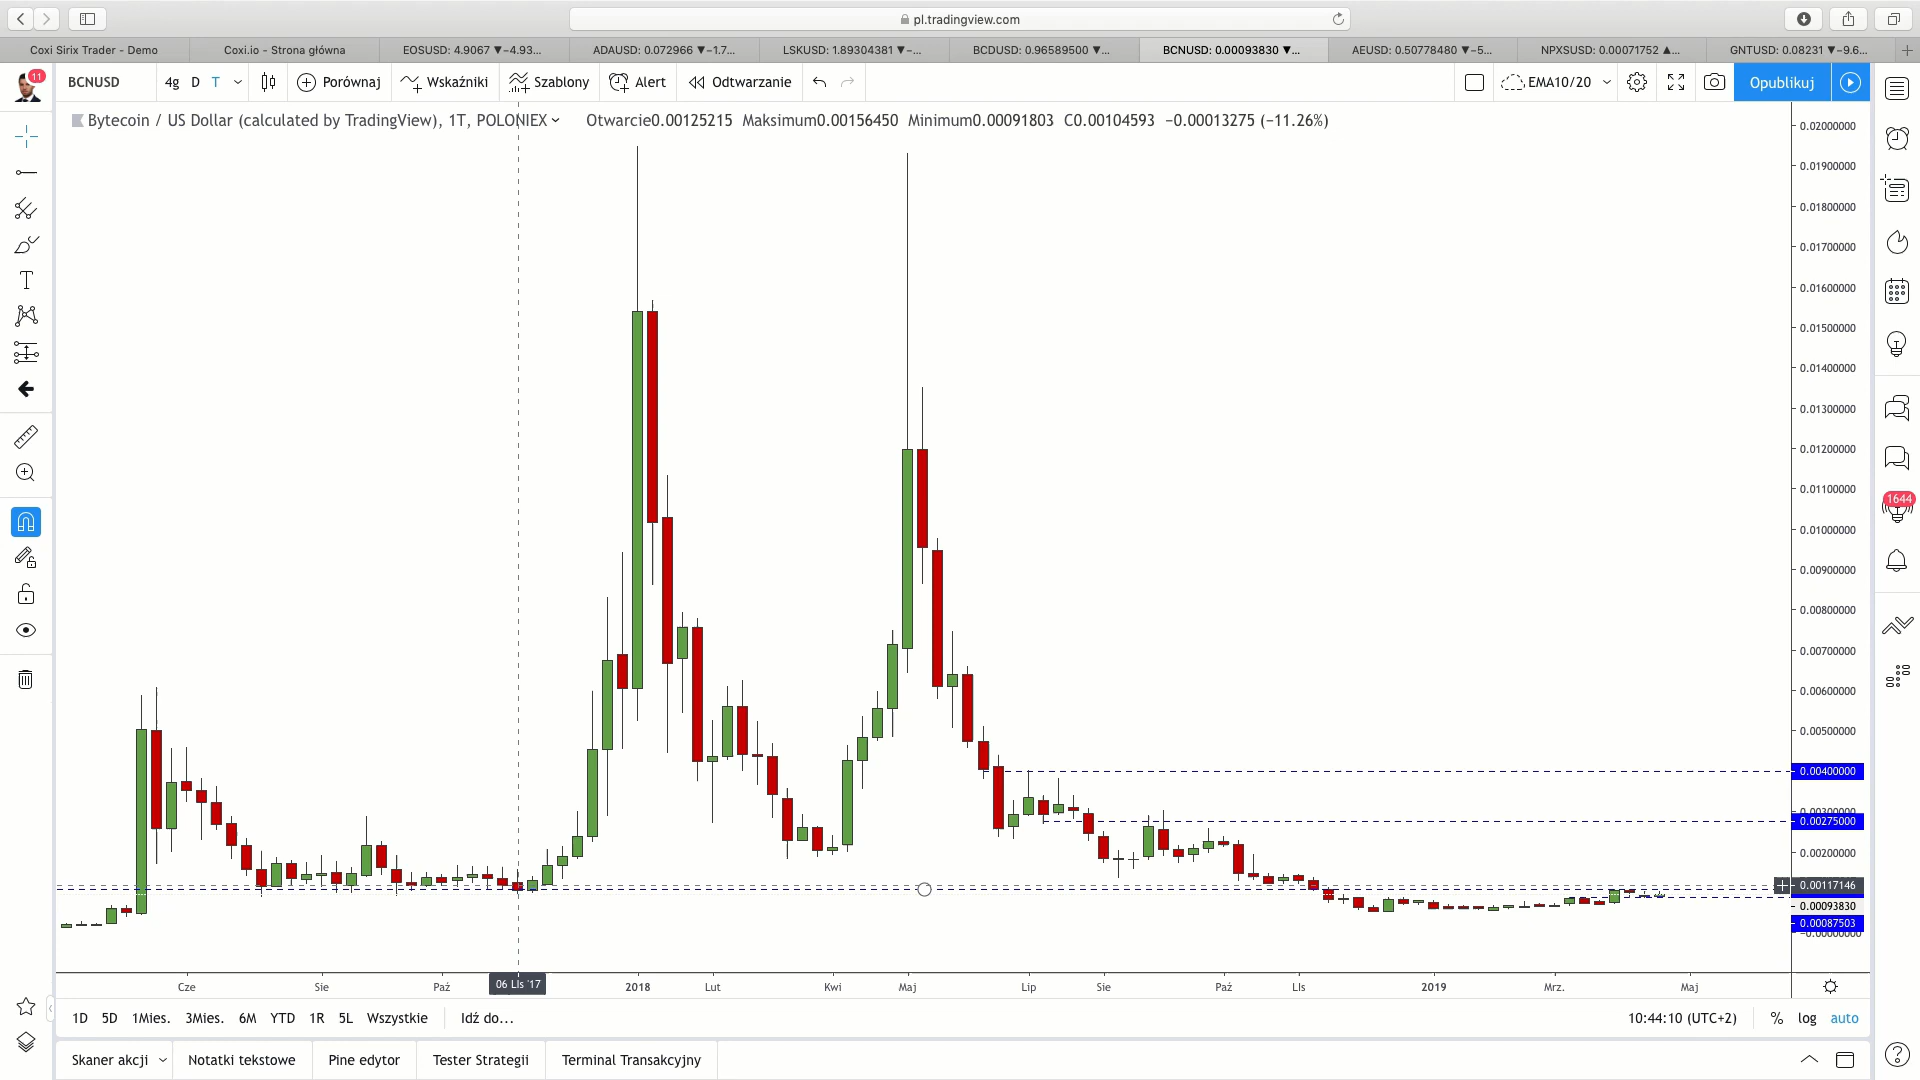 pl.tradingview.com
Coxi Sirix Trader - Demo
Coxi.io - Strona główna
EOSUSD: 4.9067 ▼−4.93...
ADAUSD: 0.072966 ▼−1.7...
LSKUSD: 1.89304381 ▼−...
BCDUSD: 0.96589500 ▼...
BCNUSD: 0.00093830 ▼...
AEUSD: 0.50778480 ▼−5...
NPXSUSD: 0.00071752 ▲...
GNTUSD: 0.08231 ▼−9.6...
11
BCNUSD
4g
D
T
Porównaj
Wskaźniki
Szablony
Alert
Odtwarzanie
EMA10/20
Opublikuj
Bytecoin / US Dollar (calculated by TradingView), 1T, POLONIEX
Otwarcie0.00125215 Maksimum0.00156450 Minimum0.00091803 C0.00104593 −0.00013275 (−11.26%)
0.02000000
0.01900000
0.01800000
0.01700000
0.01600000
0.01500000
0.01400000
0.01300000
0.01200000
0.01100000
0.01000000
0.00900000
0.00800000
0.00700000
0.00600000
0.00500000
0.00400000
0.00300000
0.00275000
0.00200000
0.00117146
0.00093830
0.00087503
−0.00000000
1644
Cze
Sie
Paź
06 Lis '17
2018
Lut
Kwi
Maj
Lip
Sie
Paź
Lis
2019
Mrz.
Maj
1D
5D
1Mies.
3Mies.
6M
YTD
1R
5L
Wszystkie
Idź do...
10:44:10 (UTC+2)
%
log
auto
Skaner akcji
Notatki tekstowe
Pine edytor
Tester Strategii
Terminal Transakcyjny